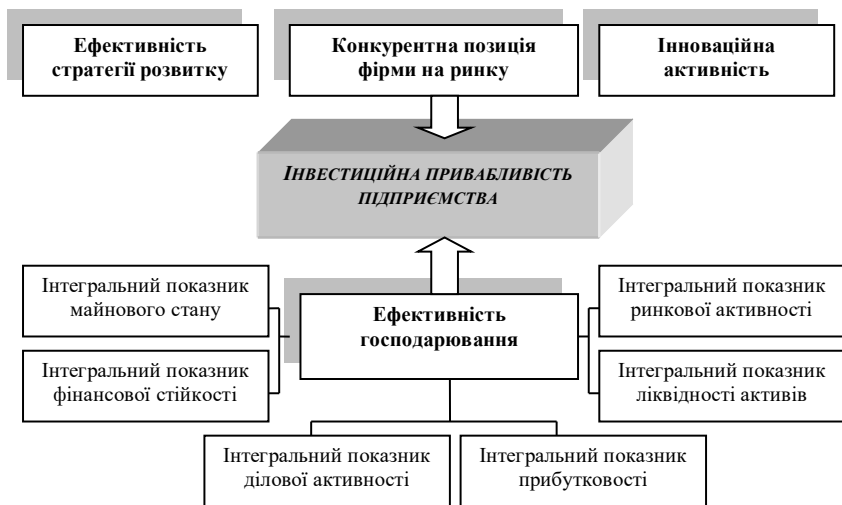 Ефективність
стратегії розвитку
Конкурентна позиція
фірми на ринку
Інноваційна
активність
ІНВЕСТИЦІЙНА ПРИВАБЛИВІСТЬ
ПІДПРИЄМСТВА
Інтегральний показник
майнового стану
Ефективність
господарювання
Інтегральний показник
ринкової активності
Інтегральний показник
фінансової стійкості
Інтегральний показник
ліквідності активів
Інтегральний показник
ділової активності
Інтегральний показник
прибутковості